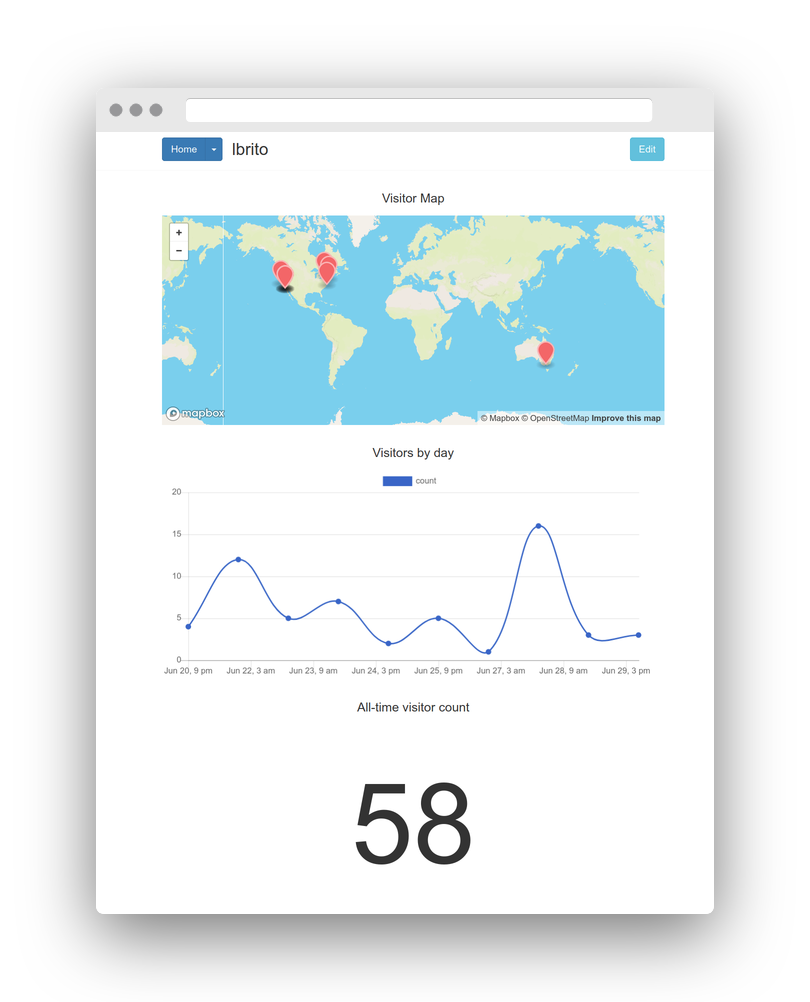 Home lbrito Edit
Visitor Map
+
−
mapbox © Mapbox © OpenStreetMap Improve this map
Visitors by day
count
20
15
10
5
0
Jun 20, 9 pm Jun 22, 3 am Jun 23, 9 am Jun 24, 3 pm Jun 25, 9 pm Jun 27, 3 am Jun 28, 9 am Jun 29, 3 pm
All-time visitor count
58